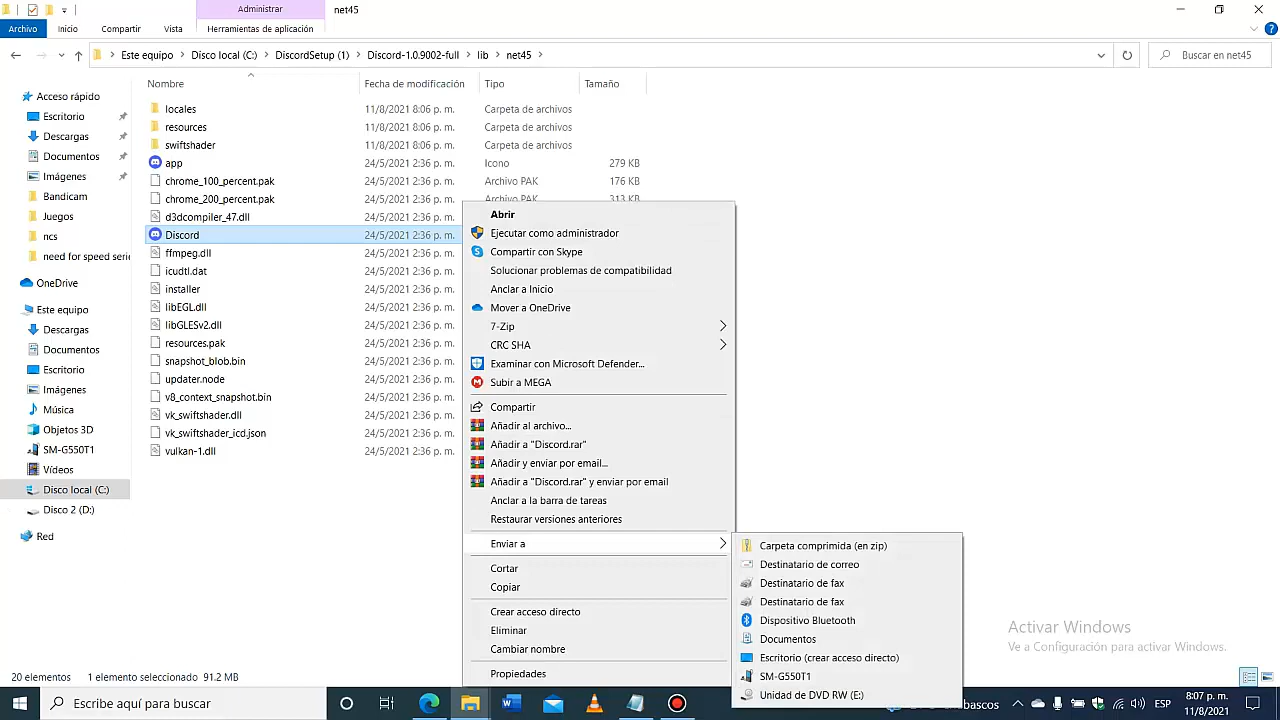 Administrar net45
Archivo Inicio Compartir Vista Herramientas de aplicación
Este equipo > Disco local (C:) > DiscordSetup (1) > Discord-1.0.9002-full > lib > net45 >
Buscar en net45
Nombre Fecha de modificación Tipo Tamaño
Acceso rápido
Escritorio
Descargas
Documentos
Imágenes
Bandicam
Juegos
ncs
need for speed serie
OneDrive
Este equipo
Descargas
Documentos
Escritorio
Imágenes
Música
Objetos 3D
SM-G550T1
Vídeos
Disco local (C:)
Disco 2 (D:)
Red
locales 11/8/2021 8:06 p. m. Carpeta de archivos
resources 11/8/2021 8:06 p. m. Carpeta de archivos
swiftshader 11/8/2021 8:06 p. m. Carpeta de archivos
app 24/5/2021 2:36 p. m. Icono 279 KB
chrome_100_percent.pak 24/5/2021 2:36 p. m. Archivo PAK 176 KB
chrome_200_percent.pak 24/5/2021 2:36 p. m. Archivo PAK 313 KB
d3dcompiler_47.dll 24/5/2021 2:36 p. m.
Discord 24/5/2021 2:36 p. m.
ffmpeg.dll 24/5/2021 2:36 p. m.
icudtl.dat 24/5/2021 2:36 p. m.
installer 24/5/2021 2:36 p. m.
libEGL.dll 24/5/2021 2:36 p. m.
libGLESv2.dll 24/5/2021 2:36 p. m.
resources.pak 24/5/2021 2:36 p. m.
snapshot_blob.bin 24/5/2021 2:36 p. m.
updater.node 24/5/2021 2:36 p. m.
v8_context_snapshot.bin 24/5/2021 2:36 p. m.
vk_swiftshader.dll 24/5/2021 2:36 p. m.
vk_swiftshader_icd.json 24/5/2021 2:36 p. m.
vulkan-1.dll 24/5/2021 2:36 p. m.
Abrir
Ejecutar como administrador
Compartir con Skype
Solucionar problemas de compatibilidad
Anclar a Inicio
Mover a OneDrive
7-Zip
CRC SHA
Examinar con Microsoft Defender...
Subir a MEGA
Compartir
Añadir al archivo...
Añadir a "Discord.rar"
Añadir y enviar por email...
Añadir a "Discord.rar" y enviar por email
Anclar a la barra de tareas
Restaurar versiones anteriores
Enviar a
Cortar
Copiar
Crear acceso directo
Eliminar
Cambiar nombre
Propiedades
Carpeta comprimida (en zip)
Destinatario de correo
Destinatario de fax
Destinatario de fax
Dispositivo Bluetooth
Documentos
Escritorio (crear acceso directo)
SM-G550T1
Unidad de DVD RW (E:)
Activar Windows
Ve a Configuración para activar Windows.
20 elementos 1 elemento seleccionado 91.2 MB
Escribe aquí para buscar
ESP
8:07 p. m.
11/8/2021